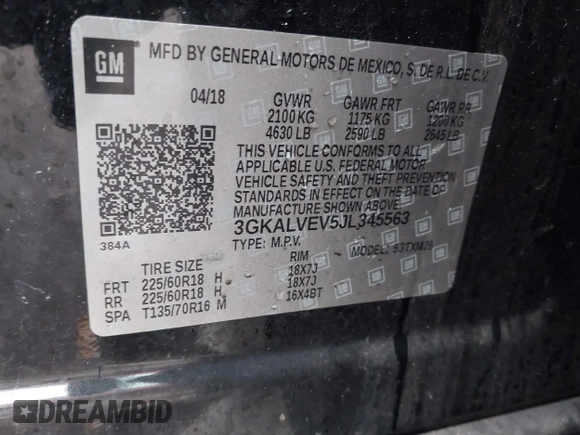 GM
MFD BY GENERAL MOTORS DE MEXICO, S. DE R.L. DE C.V.
04/18 GVWR GAWR FRT GAWR RR
2100 KG 1175 KG 1200 KG
4630 LB 2590 LB 2645 LB
THIS VEHICLE CONFORMS TO ALL
APPLICABLE U.S. FEDERAL MOTOR
VEHICLE SAFETY AND THEFT PREVENTION
STANDARDS IN EFFECT ON THE DATE OF
MANUFACTURE SHOWN ABOVE.
3GKALVEV5JL345563
384A
TYPE: M.P.V. MODEL: 53TXM26
TIRE SIZE RIM
FRT 225/60R18 H 18X7J
RR 225/60R18 H 18X7J
SPA T135/70R16 M 16X4BT
DREAMBID